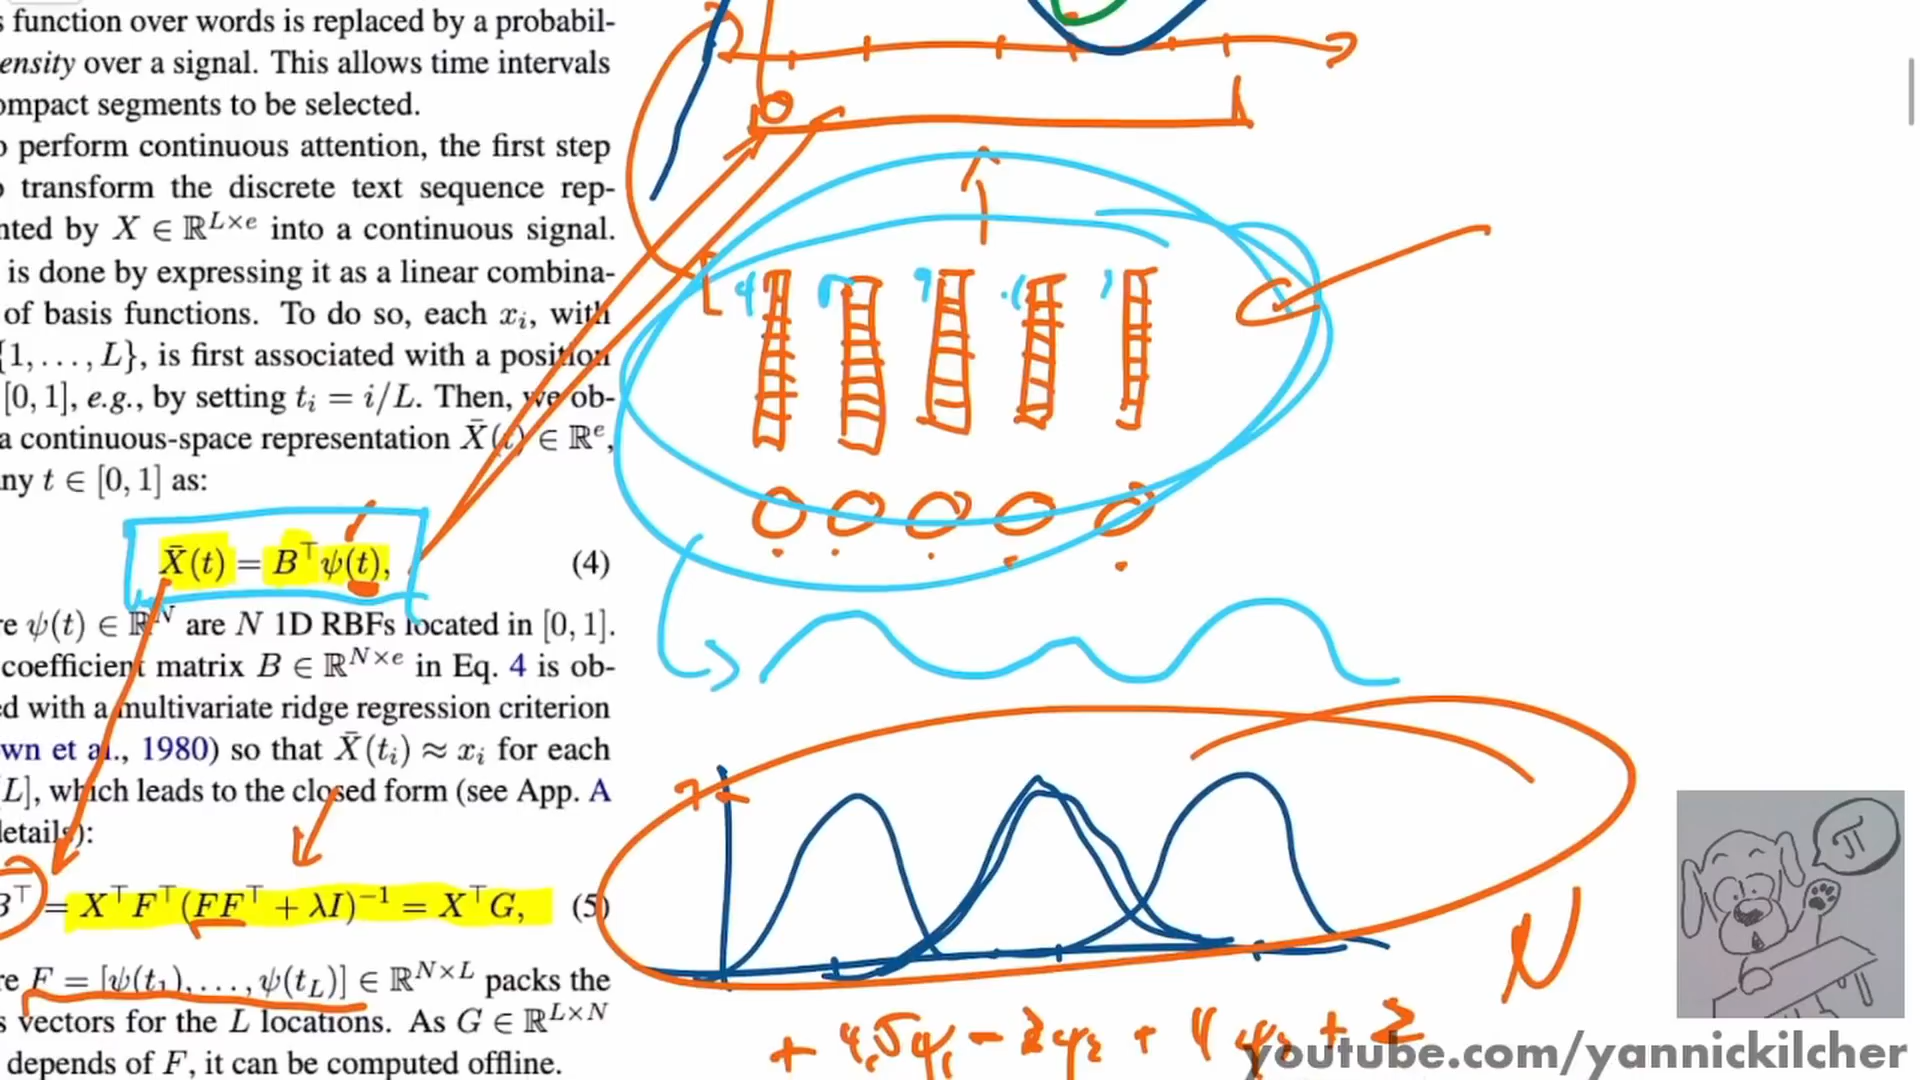 function over words is replaced by a probabil-
ensity over a signal. This allows time intervals
ompact segments to be selected.
perform continuous attention, the first step
transform the discrete text sequence rep-
nted by X ∈ ℝ^{L×e} into a continuous signal.
is done by expressing it as a linear combina-
of basis functions. To do so, each x_i, with
{1, . . . , L}, is first associated with a position
[0, 1], e.g., by setting t_i = i/L. Then, we ob-
a continuous-space representation X̄(t) ∈ ℝ^e,
ny t ∈ [0, 1] as:
X̄(t) = B^⊤ψ(t), (4)
re ψ(t) ∈ ℝ^N are N 1D RBFs located in [0, 1].
coefficient matrix B ∈ ℝ^{N×e} in Eq. 4 is ob-
ed with a multivariate ridge regression criterion
wn et al., 1980) so that X̄(t_i) ≈ x_i for each
[L], which leads to the closed form (see App. A
details):
B^⊤ = X^⊤F^⊤(FF^⊤ + λI)^{−1} = X^⊤G, (5)
re F = [ψ(t_1), . . . , ψ(t_L)] ∈ ℝ^{N×L} packs the
s vectors for the L locations. As G ∈ ℝ^{L×N}
depends of F, it can be computed offline.
N
π
+ 4,5ψ_1 - 2ψ_2 + 4ψ_3 + 2
youtube.com/yannickilcher